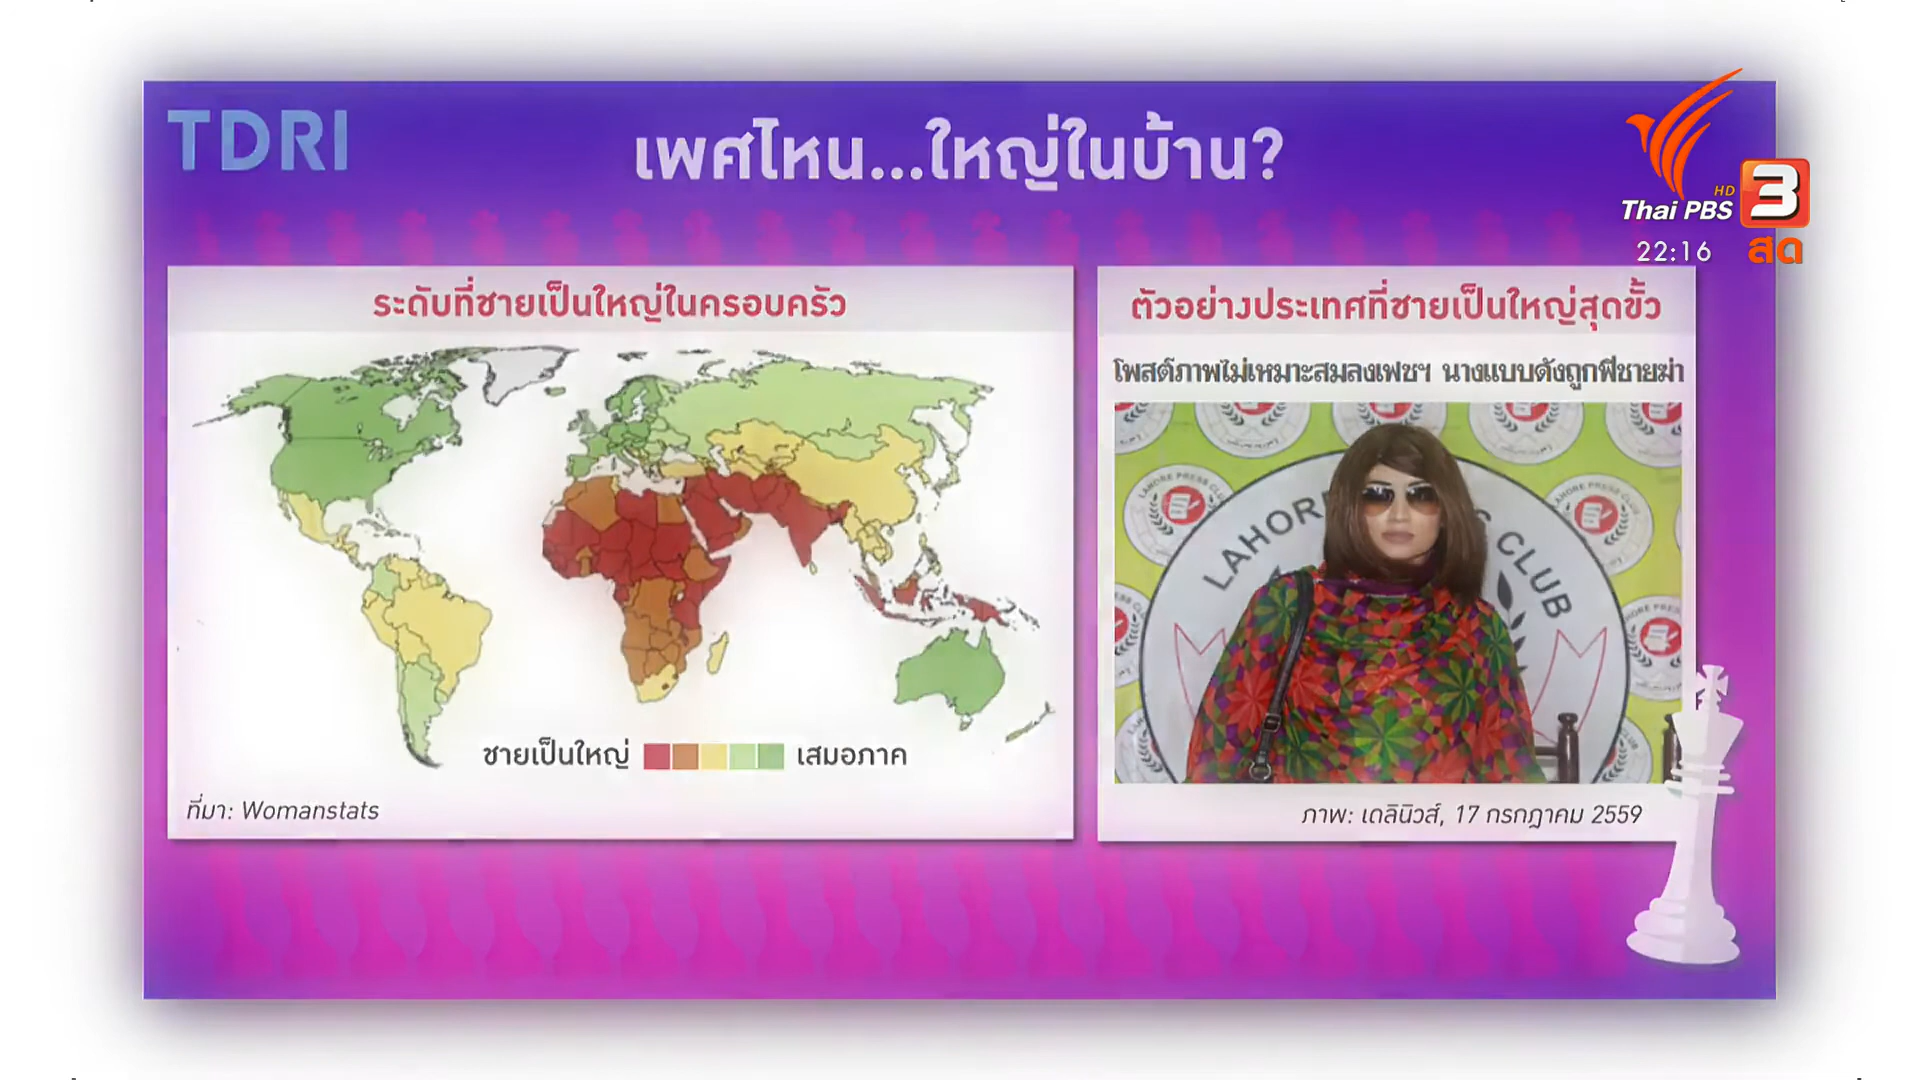 TDRI
เพศไหน...ใหญ่ในบ้าน?
HD
Thai PBS 3
22:16 สด
ระดับที่ชายเป็นใหญ่ในครอบครัว
ชายเป็นใหญ่
เสมอภาค
ที่มา: Womanstats
ตัวอย่างประเทศที่ชายเป็นใหญ่สุดขั้ว
โพสต์ภาพไม่เหมาะสมลงเฟซฯ นางแบบดังถูกพี่ชายฆ่า
LAHORE
CLUB
LAHORE PRESS CLUB
ภาพ: เดลินิวส์, 17 กรกฎาคม 2559